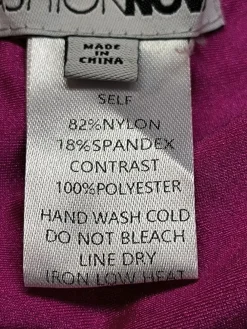 SHIONNOV
MADE IN
CHINA
SELF
82%NYLON
18%SPANDEX
CONTRAST
100%POLYESTER
HAND WASH COLD
DO NOT BLEACH
LINE DRY
IRON LOW HEAT